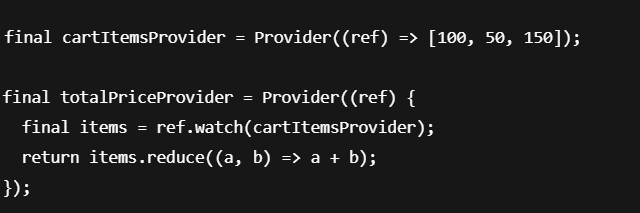 final cartItemsProvider = Provider((ref) => [100, 50, 150]);
final totalPriceProvider = Provider((ref) {
  final items = ref.watch(cartItemsProvider);
  return items.reduce((a, b) => a + b);
});